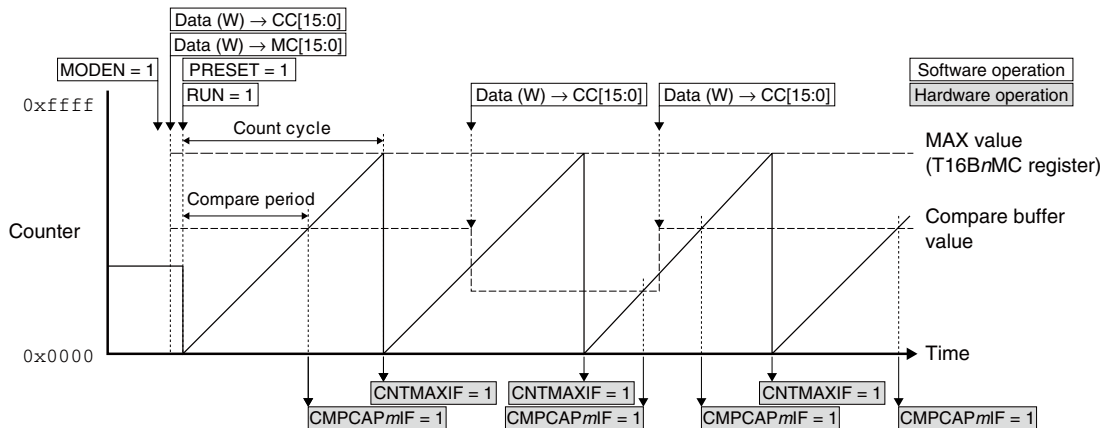 Data (W) → CC[15:0]
Data (W) → MC[15:0]
MODEN = 1
PRESET = 1
RUN = 1
Software operation
Hardware operation
0xffff
Data (W) → CC[15:0]
Data (W) → CC[15:0]
Count cycle
MAX value
(T16BnMC register)
Compare period
Counter
Compare buffer
value
0x0000
Time
CNTMAXIF = 1
CNTMAXIF = 1
CNTMAXIF = 1
CMPCAPmIF = 1
CMPCAPmIF = 1
CMPCAPmIF = 1
CMPCAPmIF = 1